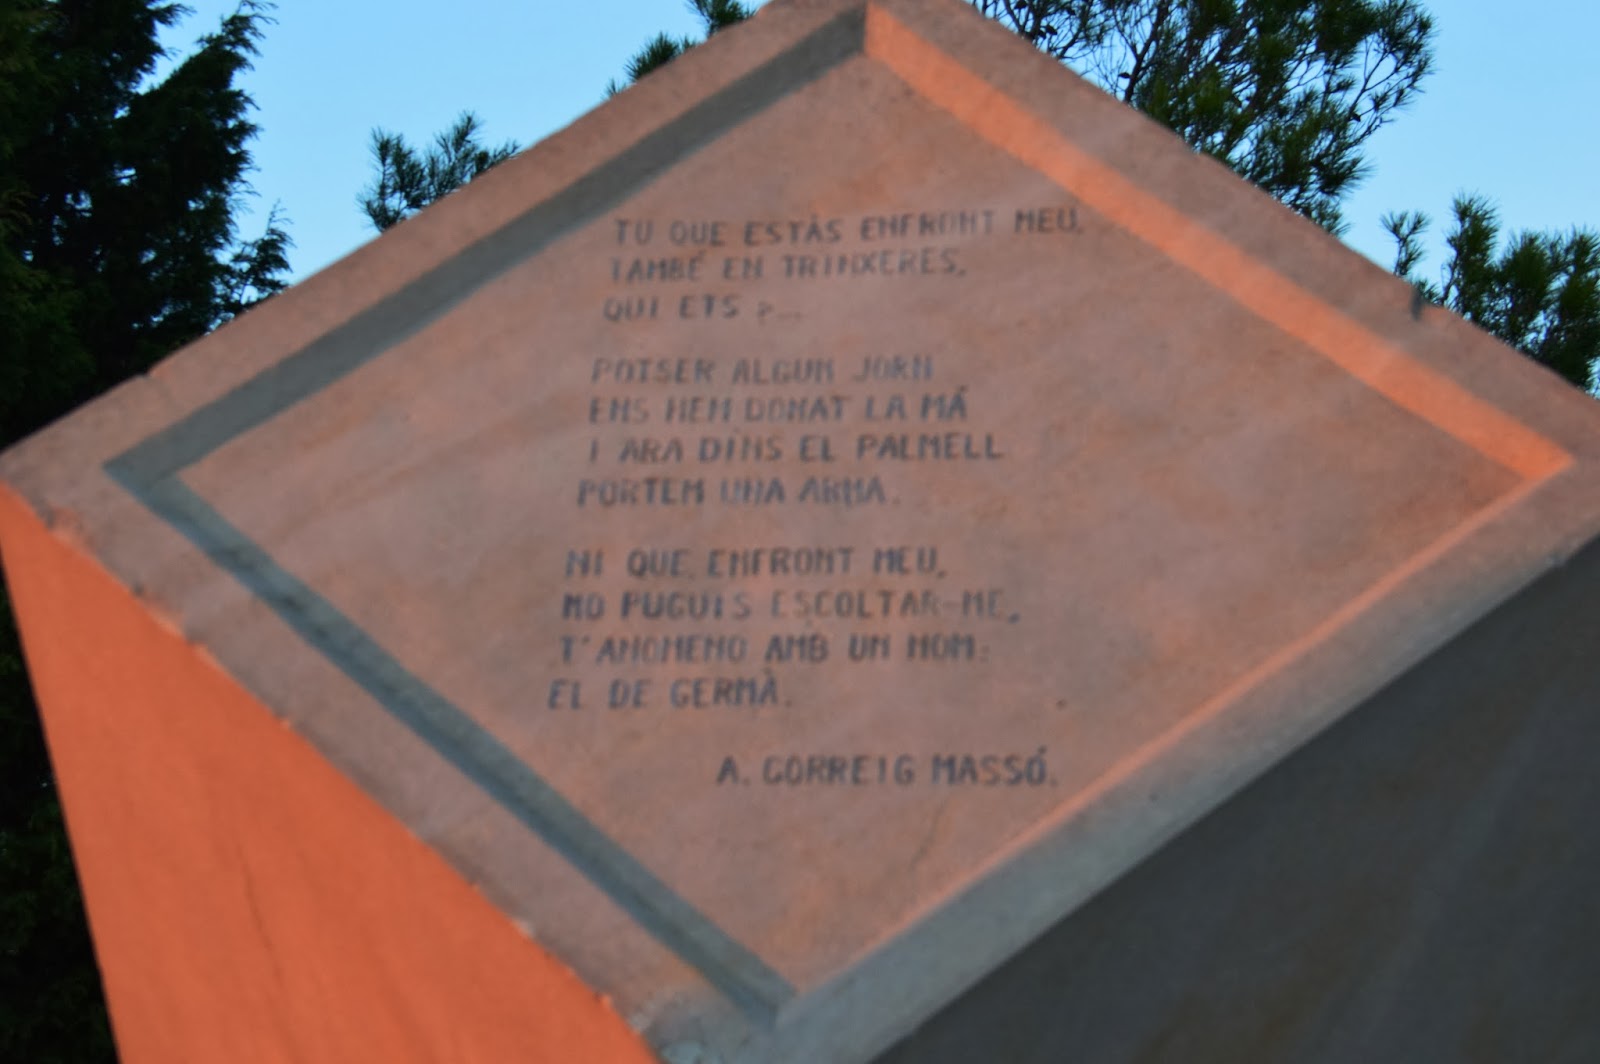 TU QUE ESTÀS ENFRONT MEU,
TAMBÉ EN TRINXERES,
QUI ETS ?...
POTSER ALGUN JORN
ENS HEM DONAT LA MÁ
I ARA DINS EL PALMELL
PORTEM UNA ARMA.
NI QUE ENFRONT MEU,
NO PUGUIS ESCOLTAR-ME,
T'ANOMENO AMB UN NOM:
EL DE GERMÀ.
A. CORREIG MASSÓ.